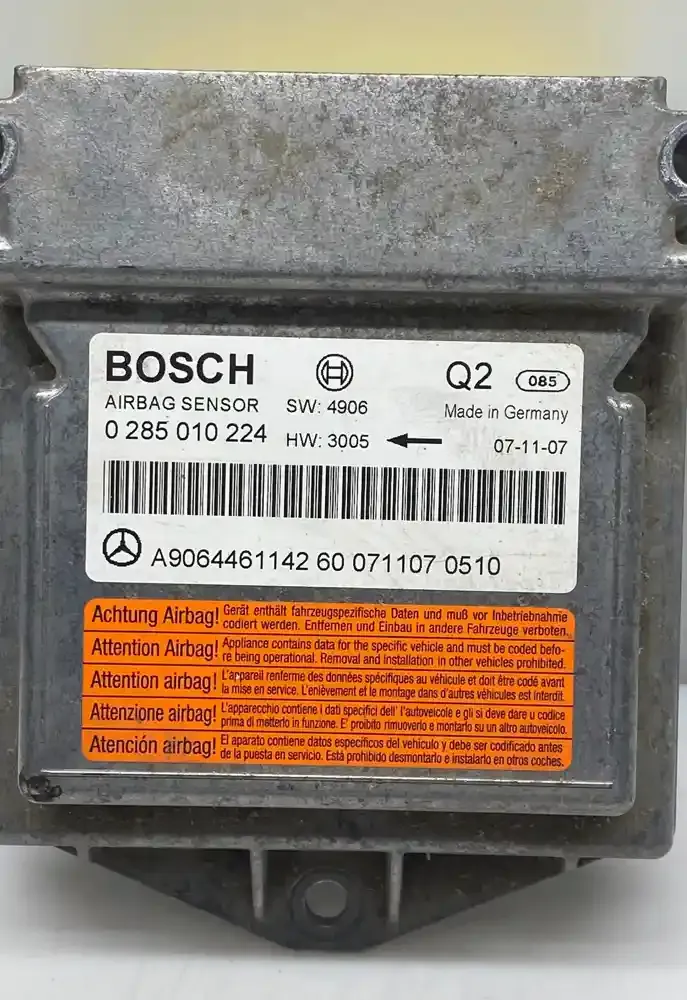 BOSCH
Q2 085
AIRBAG SENSOR SW: 4906 Made in Germany
0 285 010 224 HW: 3005 07-11-07
A9064461142 60 071107 0510
Achtung Airbag! Gerät enthält fahrzeugspezifische Daten und muß vor Inbetriebnahme
codiert werden. Entfernen und Einbau in andere Fahrzeuge verboten.
Attention Airbag! Appliance contains data for the specific vehicle and must be coded befo-
re being operational. Removal and Installation in other vehicles prohibited.
Attention airbag! L'appareil renferme des données spécifiques au véhicule et doit être codé avant
la mise en service. L'enlèvement et le montage dans d'autres véhicules est interdit.
Attenzione airbag! L'apparecchio contiene i dati specifici dell' l'autoveicolo e gli si deve dare u codice
prima di metterlo in funzione. E' proibito rimuoverlo e montarlo su un altro autoveicolo.
Atención airbag! El aparato contiene datos específicos del vehículo y debe ser codificado antes
de la puesta en servicio. Está prohibido desmontarlo e instalarlo en otros coches.